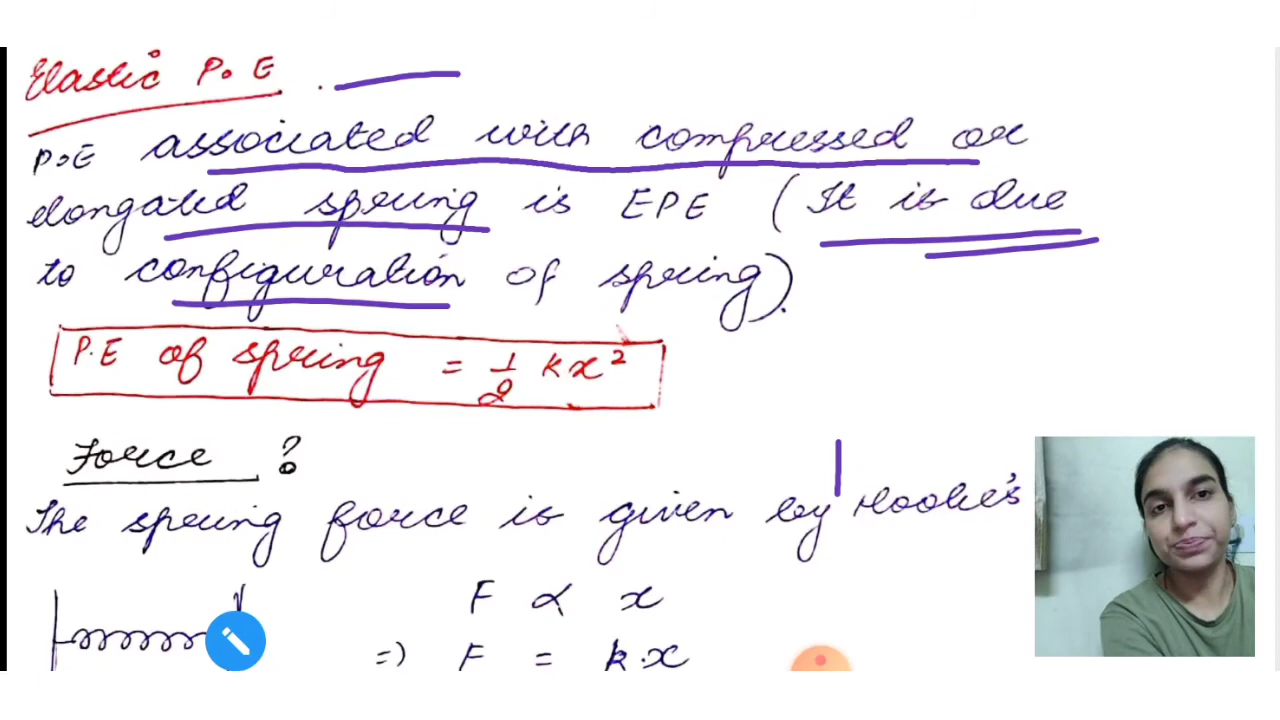 Elastic P.E.
P.E associated with compressed or
elongated spring is EPE (It is due
to configuration of spring).
P.E of spring = 1/2 kx²
Force ?
The spring force is given by Hooke's
F ∝ x
=) F = k.x